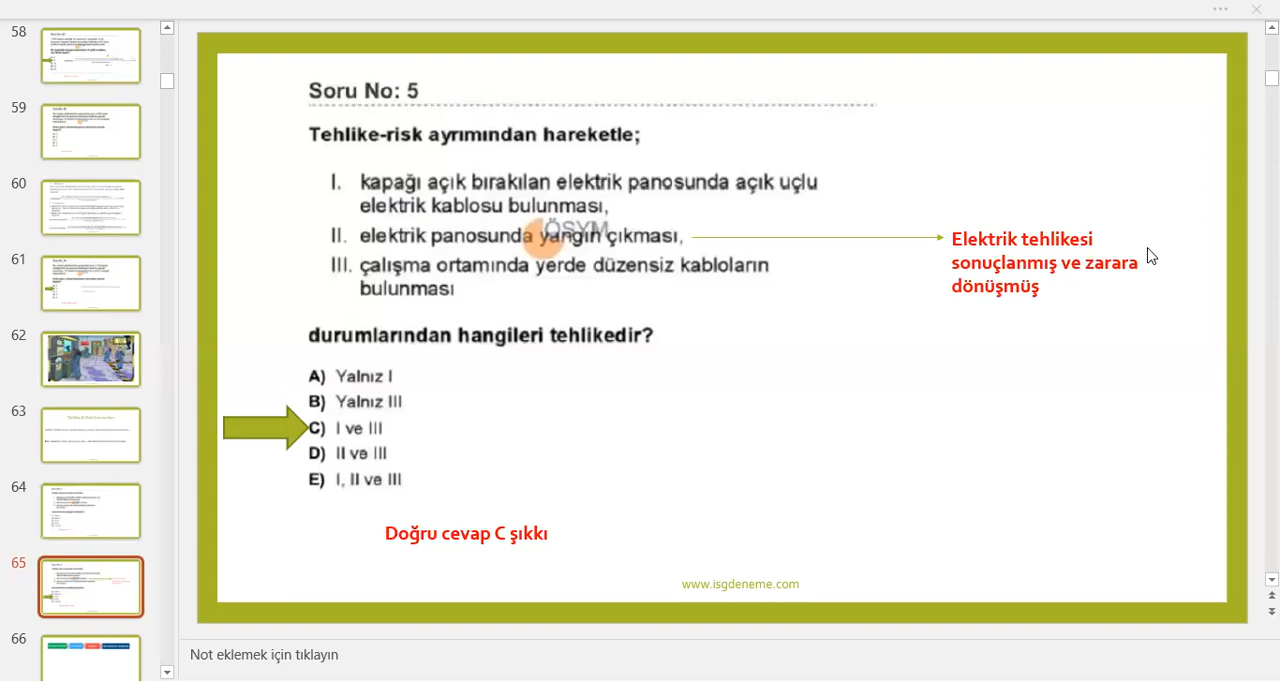 58
59
60
61
62
63
64
65
66
Soru No: 5
Tehlike-risk ayrımından hareketle;
I. kapağı açık bırakılan elektrik panosunda açık uçlu
elektrik kablosu bulunması,
ÖSYM
II. elektrik panosunda yangın çıkması,
III. çalışma ortamında yerde düzensiz kabloların
bulunması
Elektrik tehlikesi
sonuçlanmış ve zarara
dönüşmüş
durumlarından hangileri tehlikedir?
A) Yalnız I
B) Yalnız III
C) I ve III
D) II ve III
E) I, II ve III
Doğru cevap C şıkkı
www.isgdeneme.com
Not eklemek için tıklayın